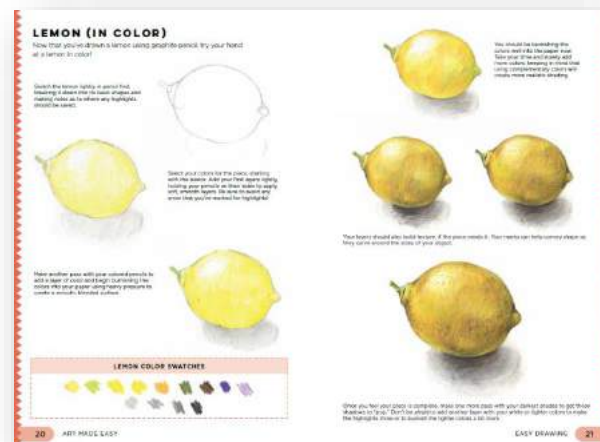 LEMON (IN COLOR)
Now that you've drawn a lemon using graphite pencil, try your hand
at a lemon in color!
Sketch the lemon lightly in pencil first,
breaking it down into its basic shapes and
making notes as to where any highlights
should be saved.
Select your colors for the piece, starting
with the lightest. Add your first layers lightly,
holding your pencils on their sides to apply
soft, smooth layers. Be sure to avoid any
areas that you've marked for highlights!
Make another pass with your colored pencils to
add a layer of color and begin burnishing the
colors into your paper using heavy pressure to
create a smooth, blended surface.
LEMON COLOR SWATCHES
20 ART MADE EASY
You should be burnishing the
colors well into the paper now.
Take your time and slowly add
more colors, keeping in mind that
using complementary colors will
create more realistic shading.
Your layers should also build texture, if the piece needs it. Your marks can help convey shape as
they curve around the sides of your object.
Once you feel your piece is complete, make one more pass with your darkest shades to get those
shadows to "pop." Don't be afraid to add another layer with your white or lighter colors to make
the highlights shine or to burnish the lighter colors a bit more.
EASY DRAWING 21